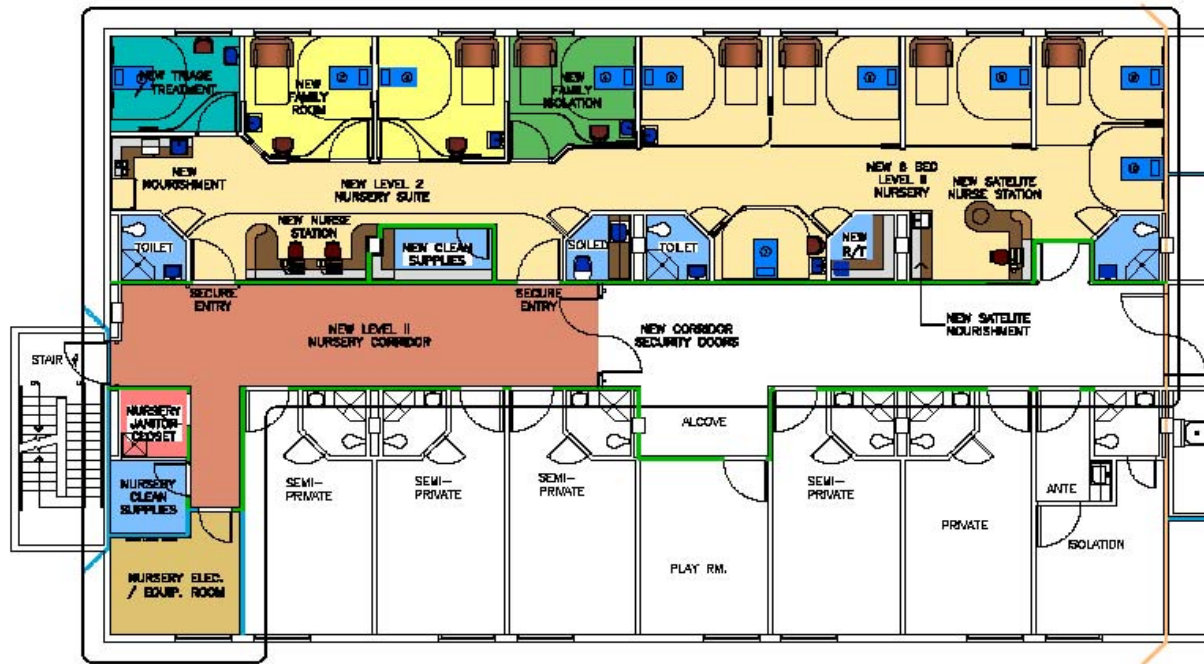 NEW TRIAGE
/ TREATMENT
NEW
FAMILY
ROOM
NEW
FAMILY
ISOLATION
NEW
NOURISHMENT
NEW LEVEL 2
NURSERY SUITE
NEW 8 BED
LEVEL II
NURSERY
NEW SATELITE
NURSE STATION
TOILET
NEW NURSE
STATION
NEW CLEAN
SUPPLIES
SOILED
TOILET
NEW
R/T
SECURE
ENTRY
SECURE
ENTRY
NEW LEVEL II
NURSERY CORRIDOR
NEW CORRIDOR
SECURITY DOORS
NEW SATELITE
NOURISHMENT
STAIR
NURSERY
JANITOR
CLOSET
ALCOVE
NURSERY
CLEAN
SUPPLIES
SEMI-
PRIVATE
SEMI-
PRIVATE
SEMI-
PRIVATE
SEMI-
PRIVATE
PRIVATE
ANTE
ISOLATION
PLAY RM.
NURSERY ELEC.
/ EQUIP. ROOM